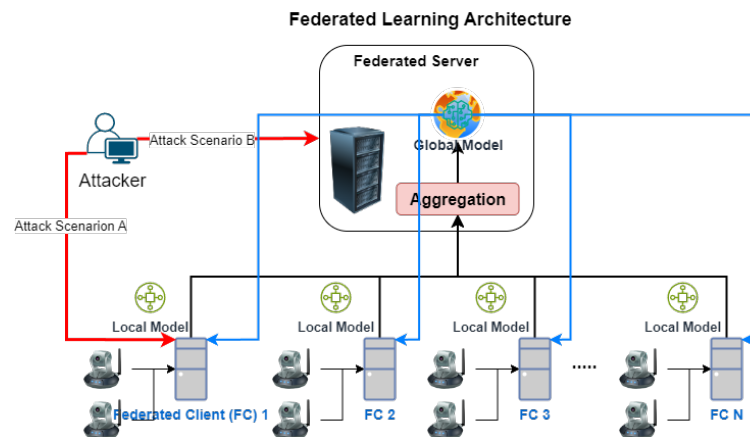 Federated Learning Architecture
Federated Server
Attack Scenario B
Global Model
Attacker
Aggregation
Attack Scenarion A
Local Model
Local Model
Local Model
Local Model
.....
Federated Client (FC) 1
FC 2
FC 3
FC N